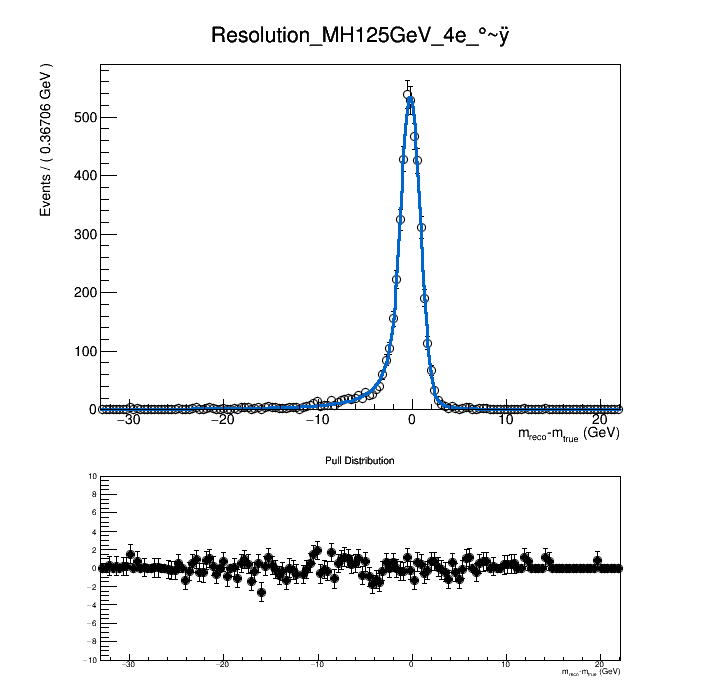 Resolution_MH125GeV_4e_°~ÿ
Events / ( 0.36706 GeV )
500
400
300
200
100
0
−30 −20 −10 0 10 20
m_reco-m_true (GeV)
Pull Distribution
10
8
6
4
2
0
−2
−4
−6
−8
−10
−30 −20 −10 0 10 20
m_reco-m_true (GeV)